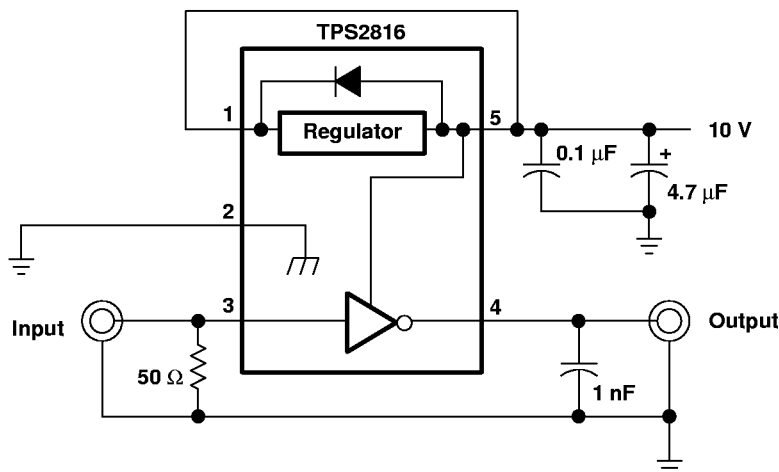 TPS2816
1
5
Regulator
10 V
0.1 μF
+
4.7 μF
2
3
4
Input
Output
50 Ω
1 nF